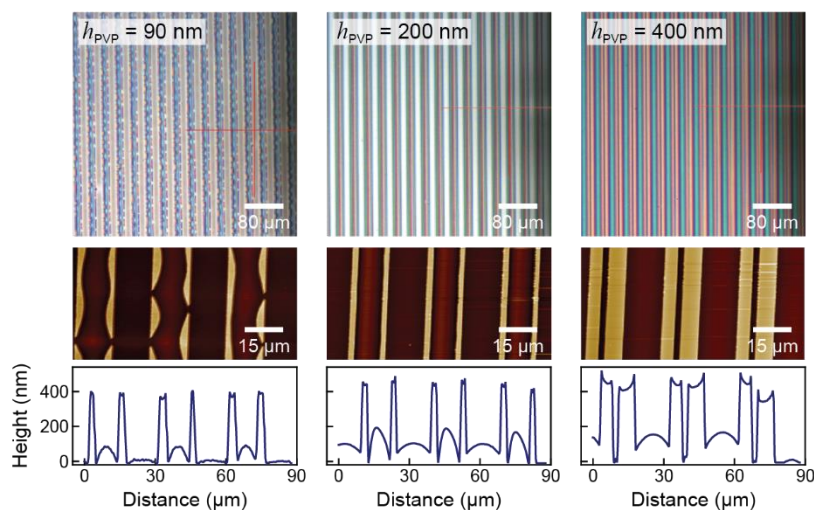 hPVP = 90 nm
hPVP = 200 nm
hPVP = 400 nm
80 µm
80 µm
80 µm
15 µm
15 µm
15 µm
Height (nm)
400
200
0
0 30 60 90
0 30 60 90
0 30 60 90
Distance (µm)
Distance (µm)
Distance (µm)